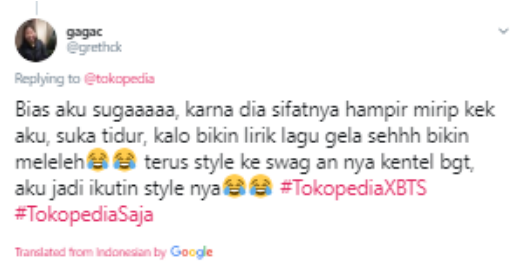 gagac
@grethck
Replying to @tokopedia
Bias aku sugaaaaa, karna dia sifatnya hampir mirip kek
aku, suka tidur, kalo bikin lirik lagu gela sehhh bikin
meleleh😂😂 terus style ke swag an nya kentel bgt,
aku jadi ikutin style nya😂😂 #TokopediaXBTS
#TokopediaSaja
Translated from Indonesian by Google